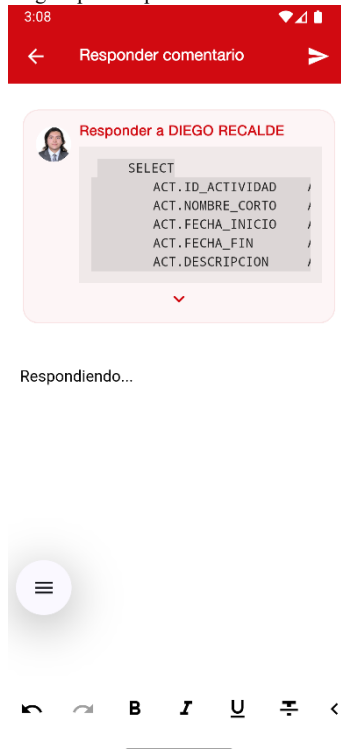 3:08
Responder comentario
Responder a DIEGO RECALDE
SELECT
ACT.ID_ACTIVIDAD
ACT.NOMBRE_CORTO
ACT.FECHA_INICIO
ACT.FECHA_FIN
ACT.DESCRIPCION
Respondiendo...
B I U